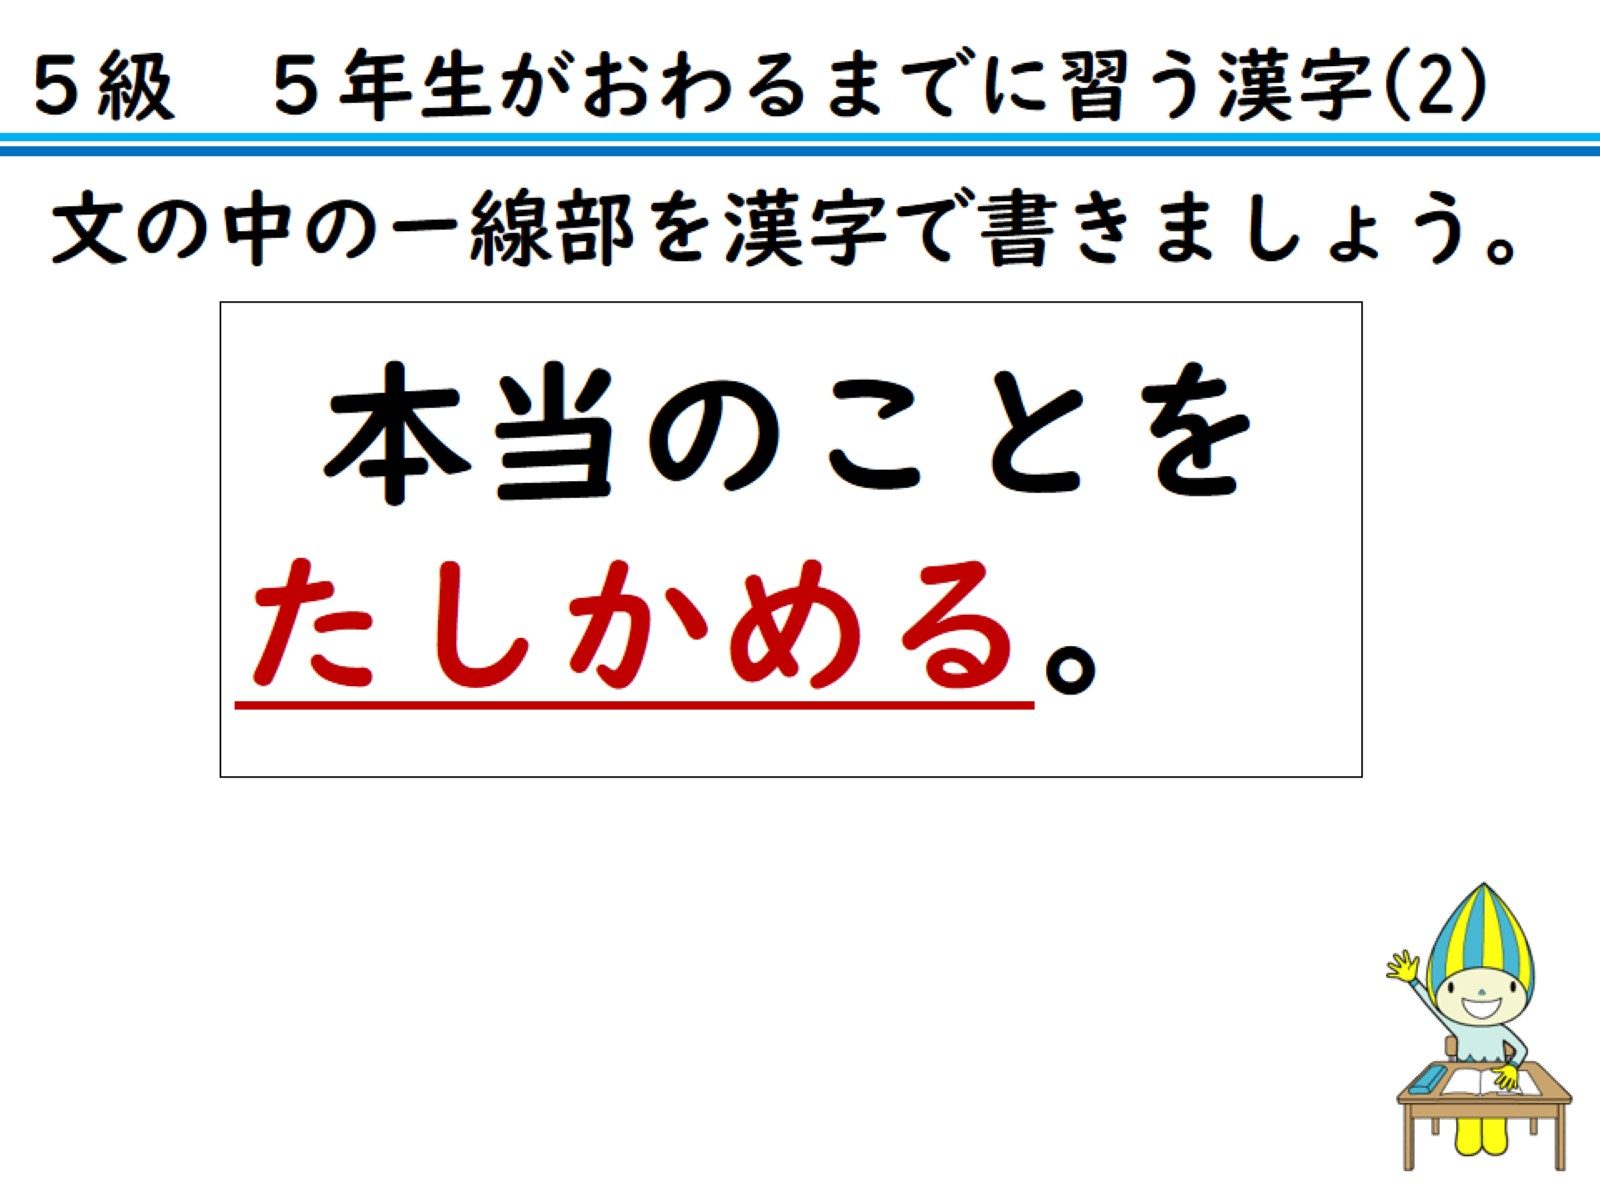 ５級　５年生がおわるまでに習う漢字(2)
文の中の―線部を漢字で書きましょう。
本当のことを
たしかめる。